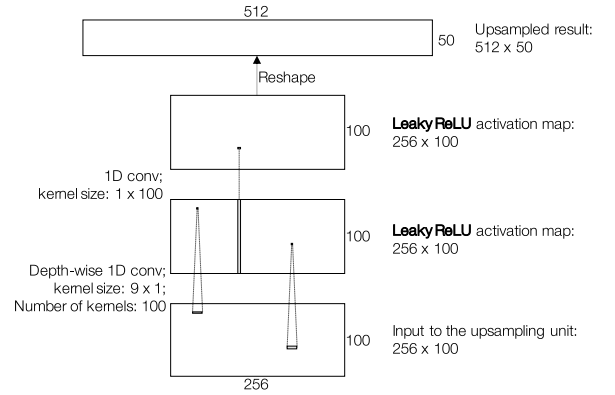 512
50
Upsampled result:
512 x 50
Reshape
100
Leaky ReLU activation map:
256 x 100
1D conv;
kernel size: 1 x 100
100
Leaky ReLU activation map:
256 x 100
Depth-wise 1D conv;
kernel size: 9 x 1;
Number of kernels: 100
100
Input to the upsampling unit:
256 x 100
256